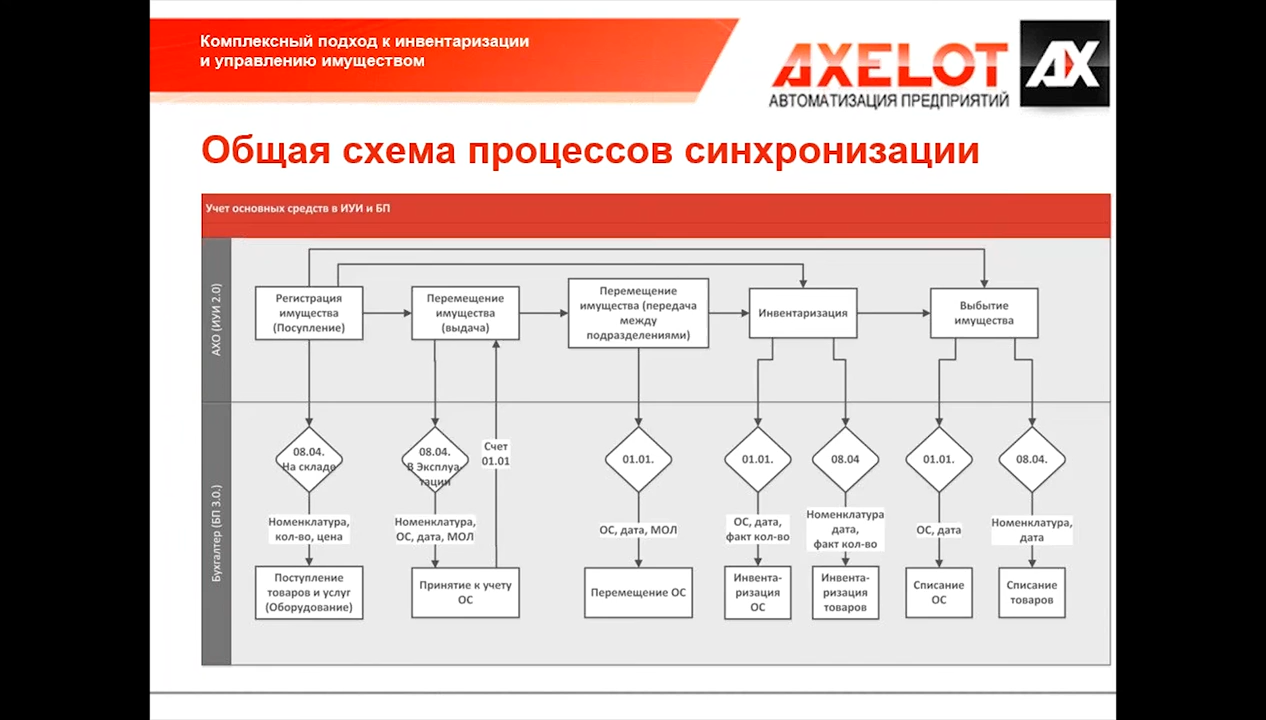 Комплексный подход к инвентаризации
и управлению имуществом
AXELOT
АВТОМАТИЗАЦИЯ ПРЕДПРИЯТИЙ
AX
Общая схема процессов синхронизации
Учет основных средств в ИУИ и БП
АХО (ИУИ 2.0)
Регистрация
имущества
(Посупление)
Перемещение
имущества
(выдача)
Перемещение
имущества (передача
между
подразделениями)
Инвентаризация
Выбытие
имущества
Бухгалтер (БП 3.0.)
08.04.
На складе
08.04.
В Эксплуа-
тации
Счет
01.01
01.01.
01.01.
08.04
01.01.
08.04.
Номенклатура,
кол-во, цена
Номенклатура,
ОС, дата, МОЛ
ОС, дата, МОЛ
ОС, дата,
факт кол-во
Номенклатура
дата,
факт кол-во
ОС, дата
Номенклатура,
дата
Поступление
товаров и услуг
(Оборудование)
Принятие к учету
ОС
Перемещение ОС
Инвента-
ризация
ОС
Инвента-
ризация
товаров
Списание
ОС
Списание
товаров